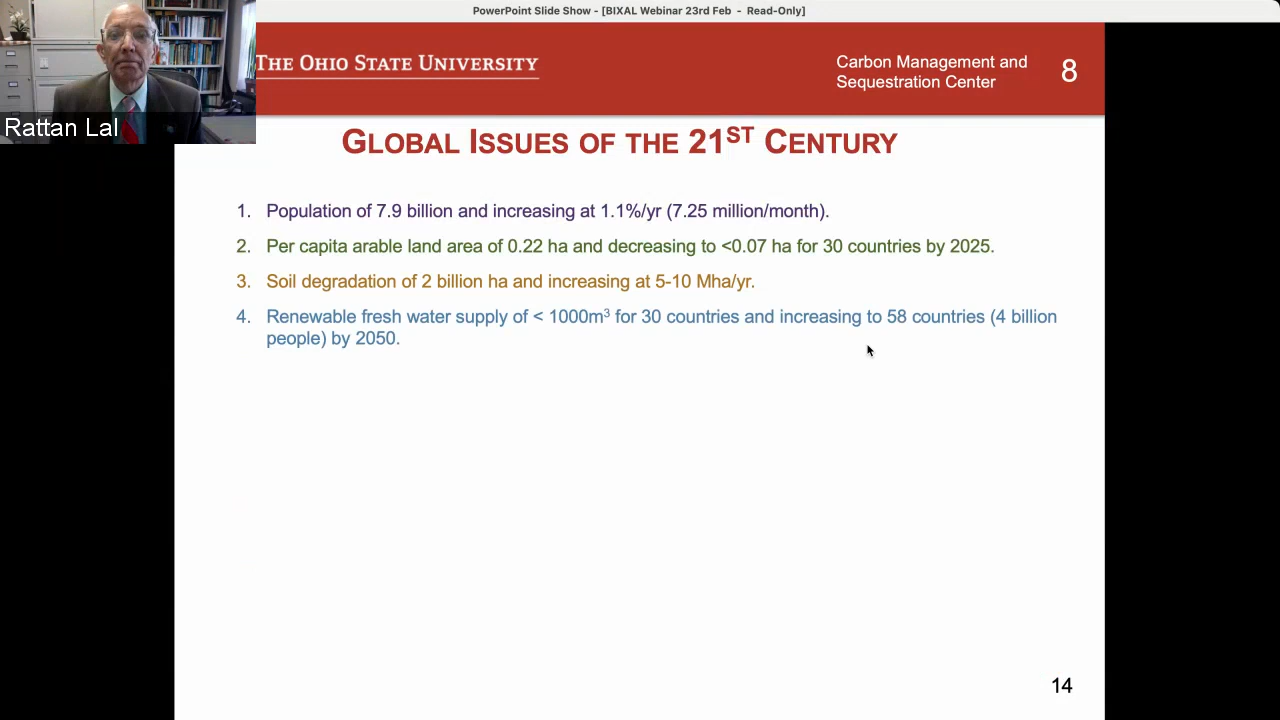 PowerPoint Slide Show - [BIXAL Webinar 23rd Feb - Read-Only]
THE OHIO STATE UNIVERSITY
Carbon Management and
Sequestration Center
8
Rattan Lal
GLOBAL ISSUES OF THE 21ST CENTURY
1. Population of 7.9 billion and increasing at 1.1%/yr (7.25 million/month).
2. Per capita arable land area of 0.22 ha and decreasing to <0.07 ha for 30 countries by 2025.
3. Soil degradation of 2 billion ha and increasing at 5-10 Mha/yr.
4. Renewable fresh water supply of < 1000m³ for 30 countries and increasing to 58 countries (4 billion
people) by 2050.
14